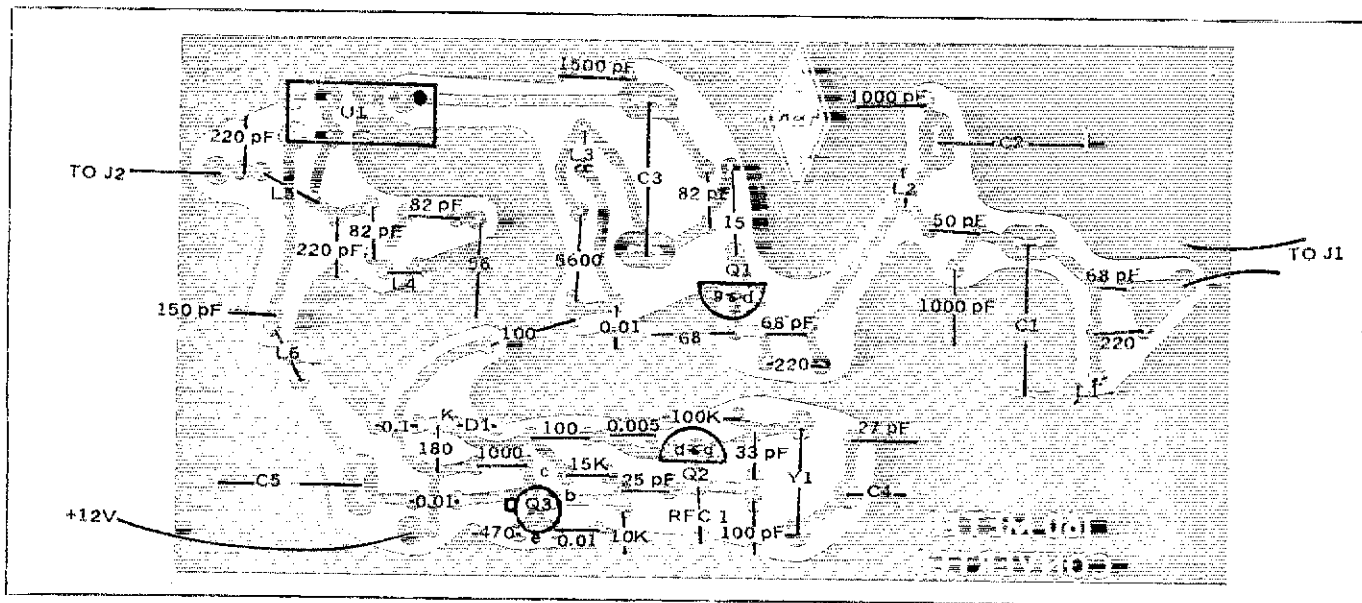 1500 pF
1000 pF
U1
220 pF
C2
L3
TO J2
C3
82 pF
L2
L5
82 pF
82 pF
15
50 pF
220 pF
TO J1
56
5600
Q1
L4
68 pF
g s d
150 pF
1000 pF
0.01
100
68
68 pF
C1
220
L6
220
L1
K
100K
0.1
D1
100
0.005
27 pF
180
d s g
33 pF
1000
15K
Q2
c
Y1
C5
25 pF
C4
b
0.01
Q3
+12V
RFC 1
470
e
0.01
10K
100 pF